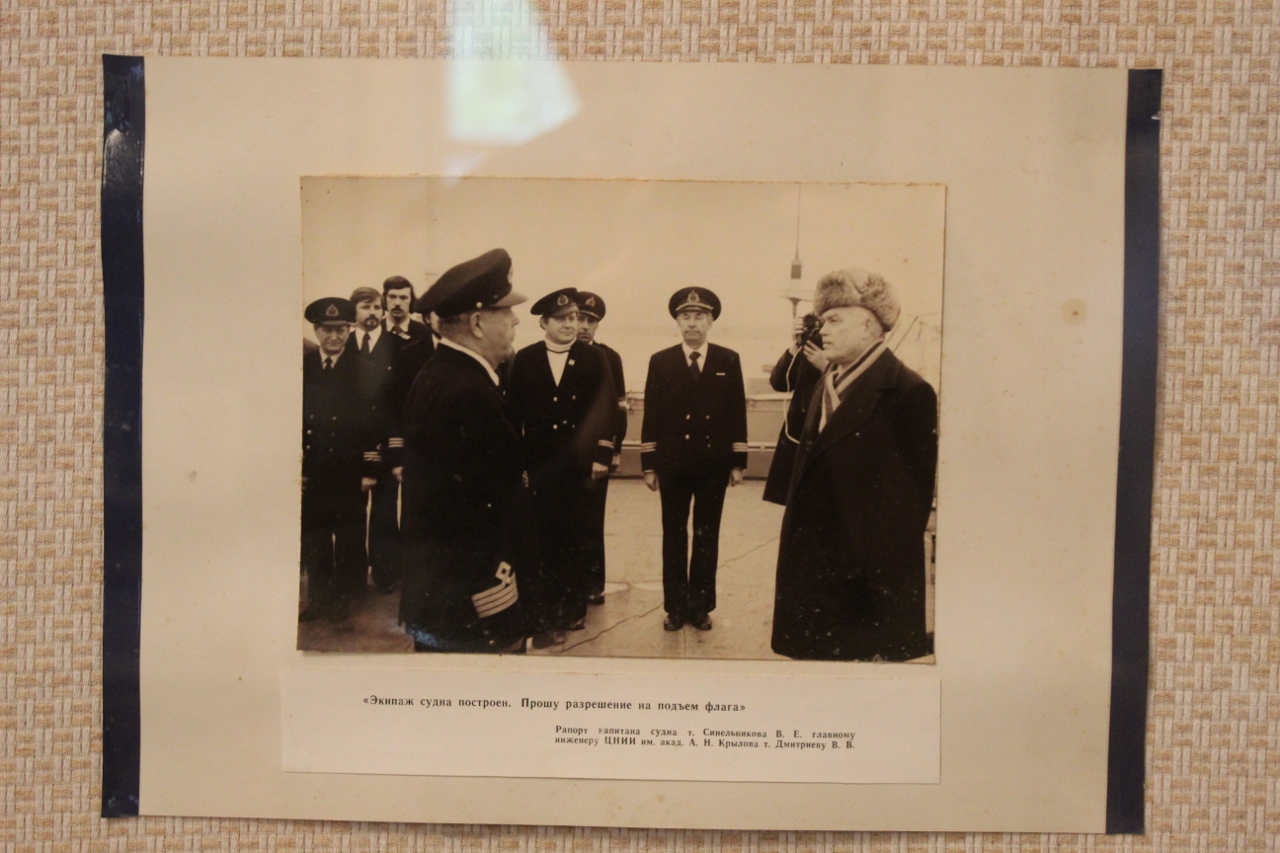 «Экипаж судна построен. Прошу разрешение на подъем флага»
Рапорт капитана судна т. Синельникова В. Е. главному
инженеру ЦНИИ им. акад. А. Н. Крылова т. Дмитриеву В. В.